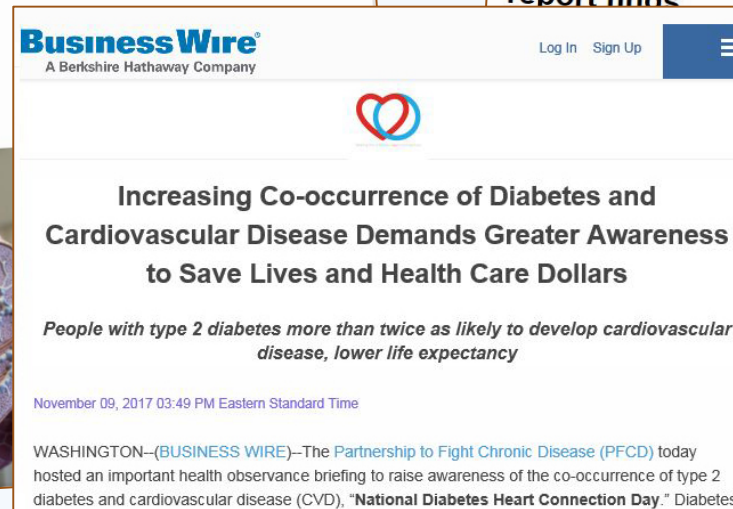 report finds
BusinessWire®
A Berkshire Hathaway Company
Log In Sign Up
Increasing Co-occurrence of Diabetes and
Cardiovascular Disease Demands Greater Awareness
to Save Lives and Health Care Dollars
People with type 2 diabetes more than twice as likely to develop cardiovascular
disease, lower life expectancy
November 09, 2017 03:49 PM Eastern Standard Time
WASHINGTON--(BUSINESS WIRE)--The Partnership to Fight Chronic Disease (PFCD) today
hosted an important health observance briefing to raise awareness of the co-occurrence of type 2
diabetes and cardiovascular disease (CVD), “National Diabetes Heart Connection Day.” Diabetes